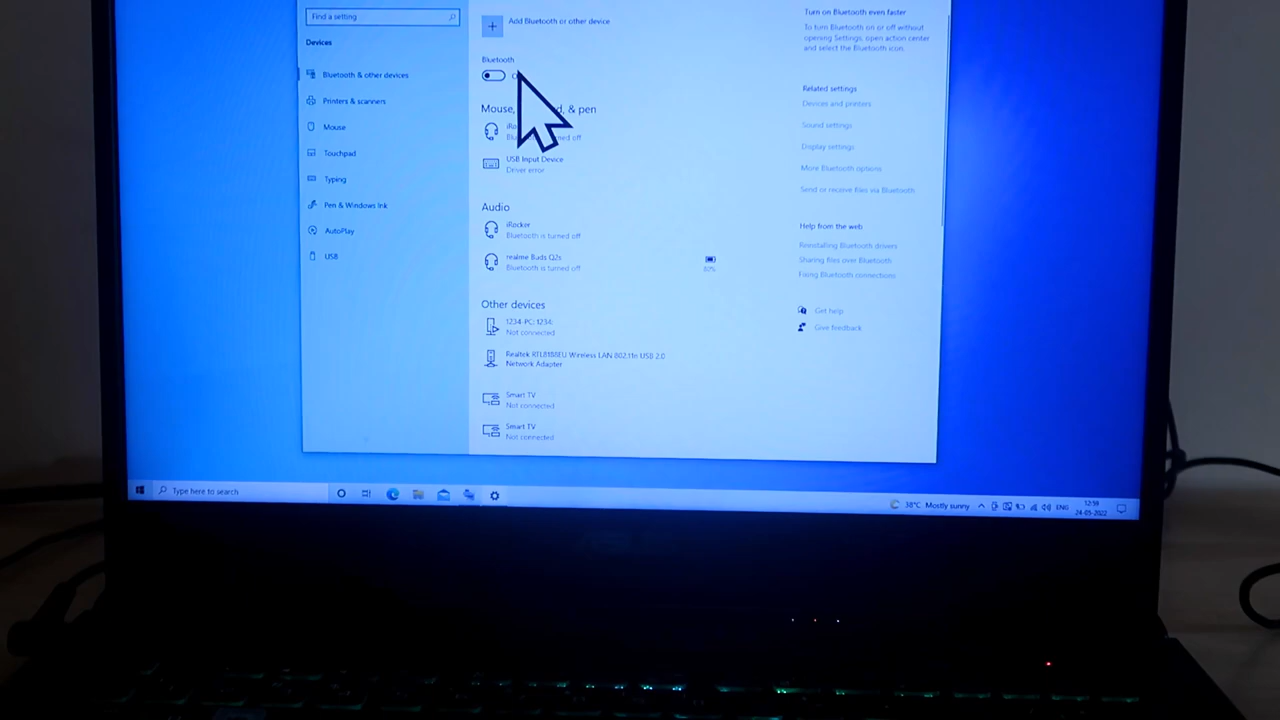 Find a setting
Devices
Bluetooth & other devices
Printers & scanners
Mouse
Touchpad
Typing
Pen & Windows Ink
AutoPlay
USB
Add Bluetooth or other device
Bluetooth
Mouse, & pen
USB Input Device
Driver error
Audio
iRocker
Bluetooth is turned off
realme Buds Q2s
Bluetooth is turned off
80%
Other devices
1234-PC: 1234:
Not connected
Realtek RTL8188EU Wireless LAN 802.11n USB 2.0
Network Adapter
Smart TV
Not connected
Smart TV
Not connected
Turn on Bluetooth even faster
To turn Bluetooth on or off without
opening Settings, open action center
and select the Bluetooth icon.
Related settings
Devices and printers
Sound settings
Display settings
More Bluetooth options
Send or receive files via Bluetooth
Help from the web
Reinstalling Bluetooth drivers
Sharing files over Bluetooth
Fixing Bluetooth connections
Get help
Give feedback
Type here to search
38°C Mostly sunny
ENG
12:59
24-05-2022